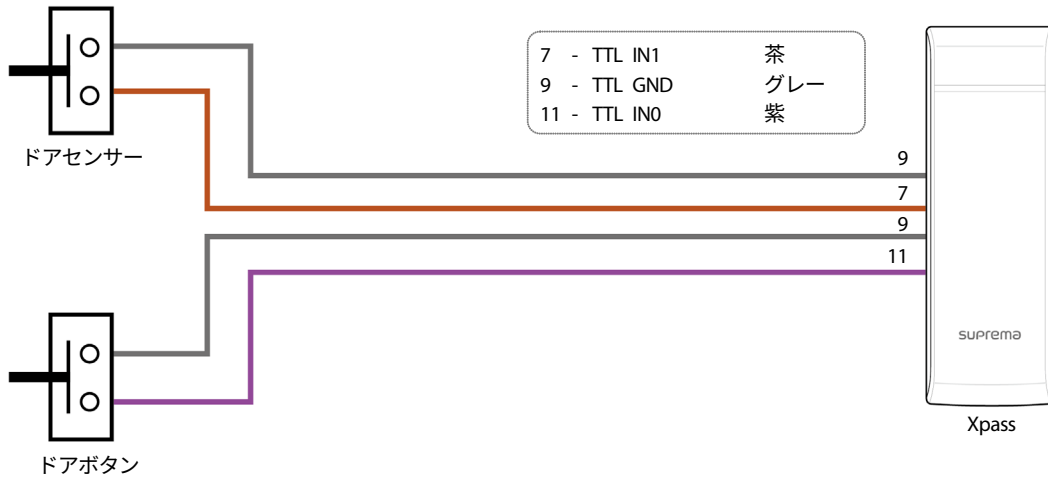 7 - TTL IN1 茶
9 - TTL GND グレー
11 - TTL IN0 紫
ドアセンサー
9
7
9
11
suprema
Xpass
ドアボタン